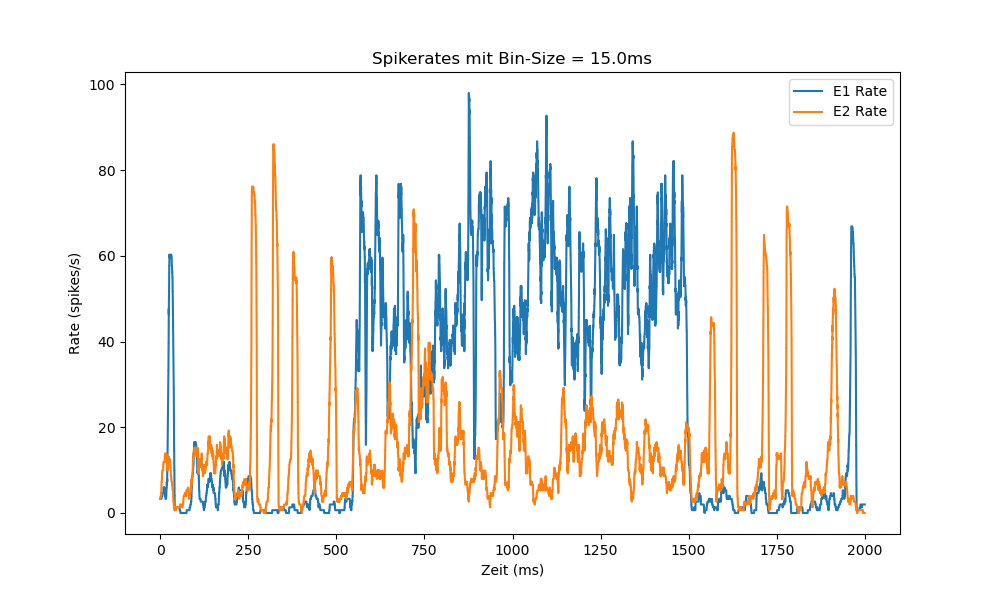 Spikerates mit Bin-Size = 15.0ms
E1 Rate
E2 Rate
Rate (spikes/s)
100
80
60
40
20
0
0 250 500 750 1000 1250 1500 1750 2000
Zeit (ms)